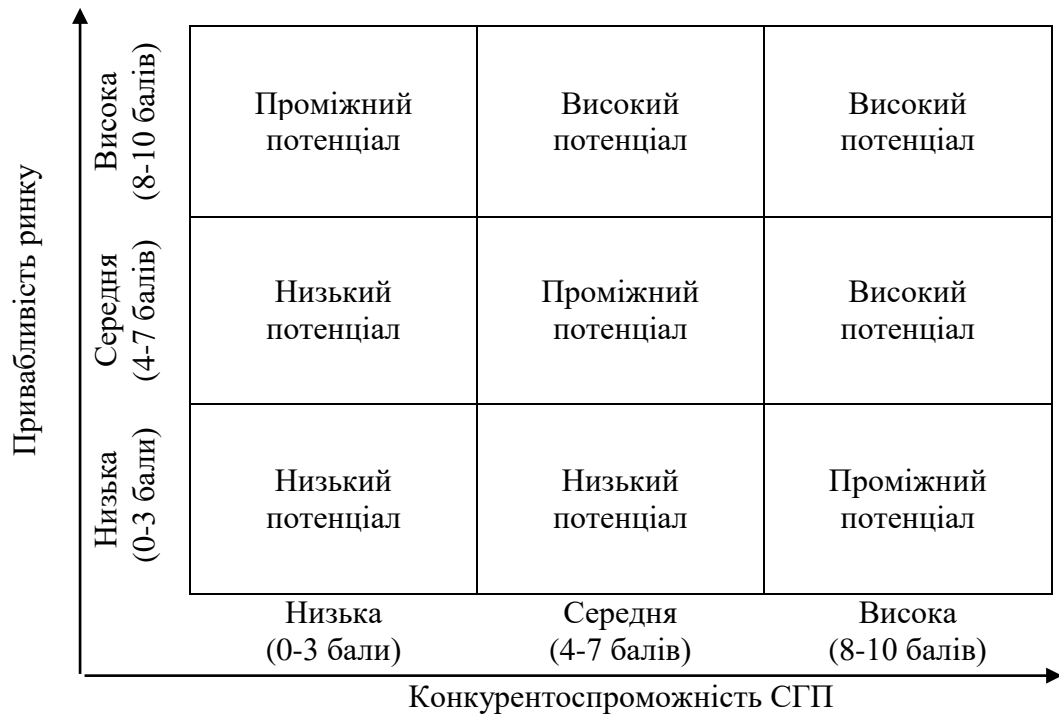 Привабливість ринку
Висока
(8-10 балів)
Проміжний
потенціал
Високий
потенціал
Високий
потенціал
Середня
(4-7 балів)
Низький
потенціал
Проміжний
потенціал
Високий
потенціал
Низька
(0-3 бали)
Низький
потенціал
Низький
потенціал
Проміжний
потенціал
Низька
(0-3 бали)
Середня
(4-7 балів)
Висока
(8-10 балів)
Конкурентоспроможність СГП